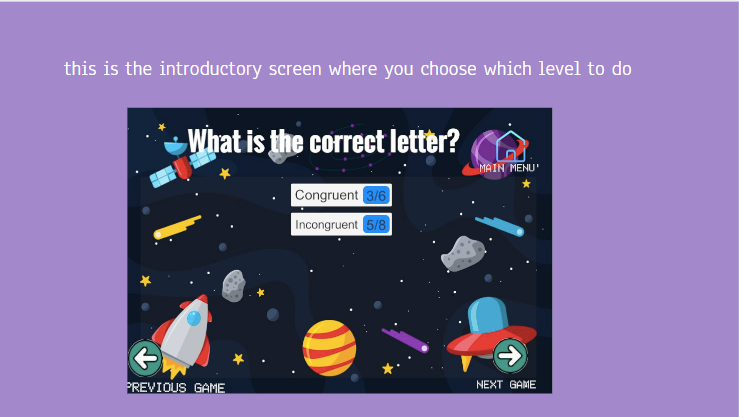 this is the introductory screen where you choose which level to do
What is the correct letter?
MAIN MENU'
Congruent 3/6
Incongruent 5/8
PREVIOUS GAME
NEXT GAME